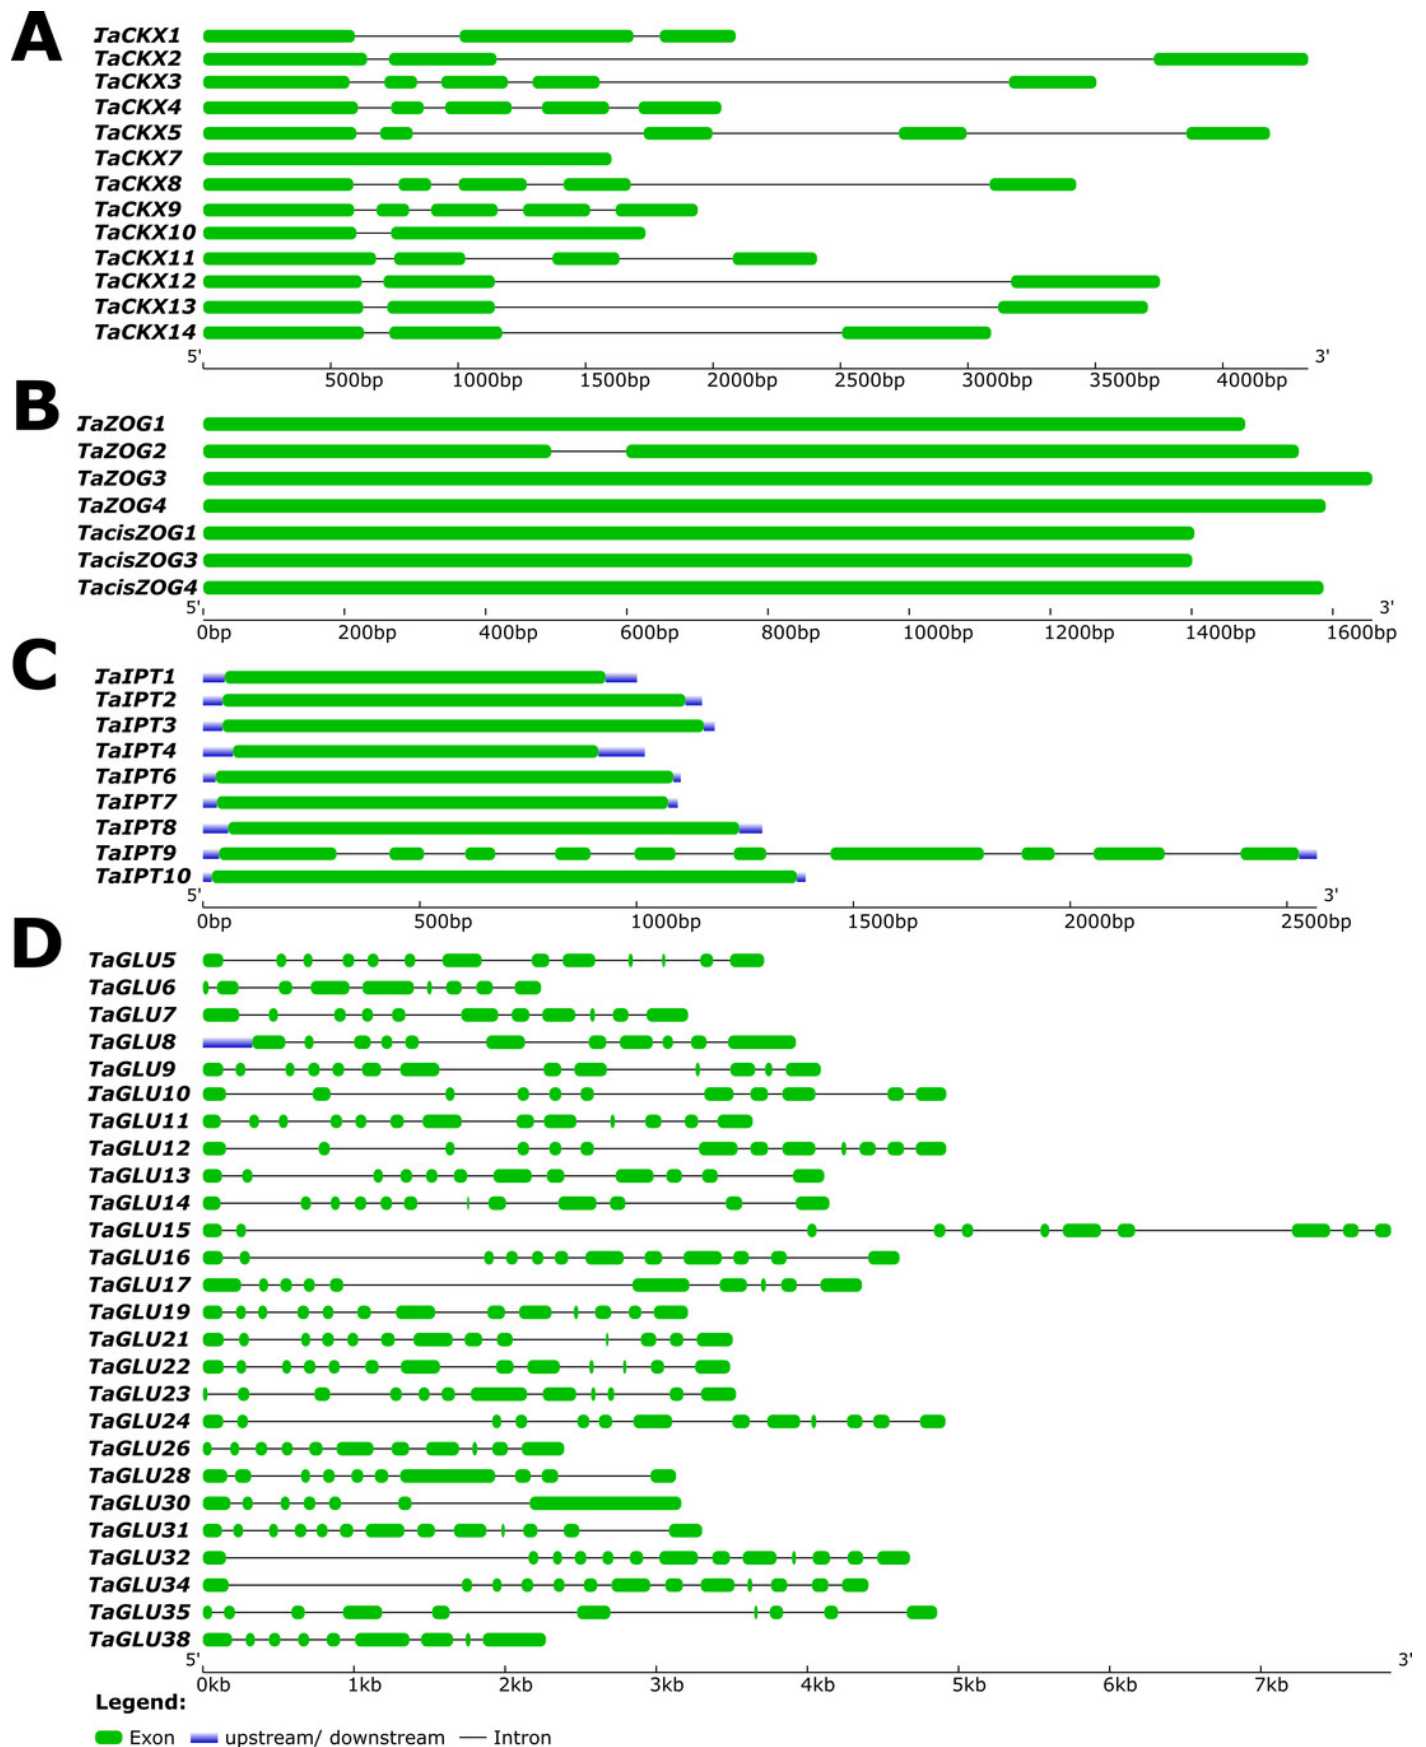 A
TaCKX1
TaCKX2
TaCKX3
TaCKX4
TaCKX5
TaCKX7
TaCKX8
TaCKX9
TaCKX10
TaCKX11
TaCKX12
TaCKX13
TaCKX14
5' 3'
500bp 1000bp 1500bp 2000bp 2500bp 3000bp 3500bp 4000bp
B
TaZOG1
TaZOG2
TaZOG3
TaZOG4
TacisZOG1
TacisZOG3
TacisZOG4
5' 3'
0bp 200bp 400bp 600bp 800bp 1000bp 1200bp 1400bp 1600bp
C
TaIPT1
TaIPT2
TaIPT3
TaIPT4
TaIPT6
TaIPT7
TaIPT8
TaIPT9
TaIPT10
5' 3'
0bp 500bp 1000bp 1500bp 2000bp 2500bp
D
TaGLU5
TaGLU6
TaGLU7
TaGLU8
TaGLU9
TaGLU10
TaGLU11
TaGLU12
TaGLU13
TaGLU14
TaGLU15
TaGLU16
TaGLU17
TaGLU19
TaGLU21
TaGLU22
TaGLU23
TaGLU24
TaGLU26
TaGLU28
TaGLU30
TaGLU31
TaGLU32
TaGLU34
TaGLU35
TaGLU38
5' 3'
0kb 1kb 2kb 3kb 4kb 5kb 6kb 7kb
Legend:
Exon upstream/ downstream Intron